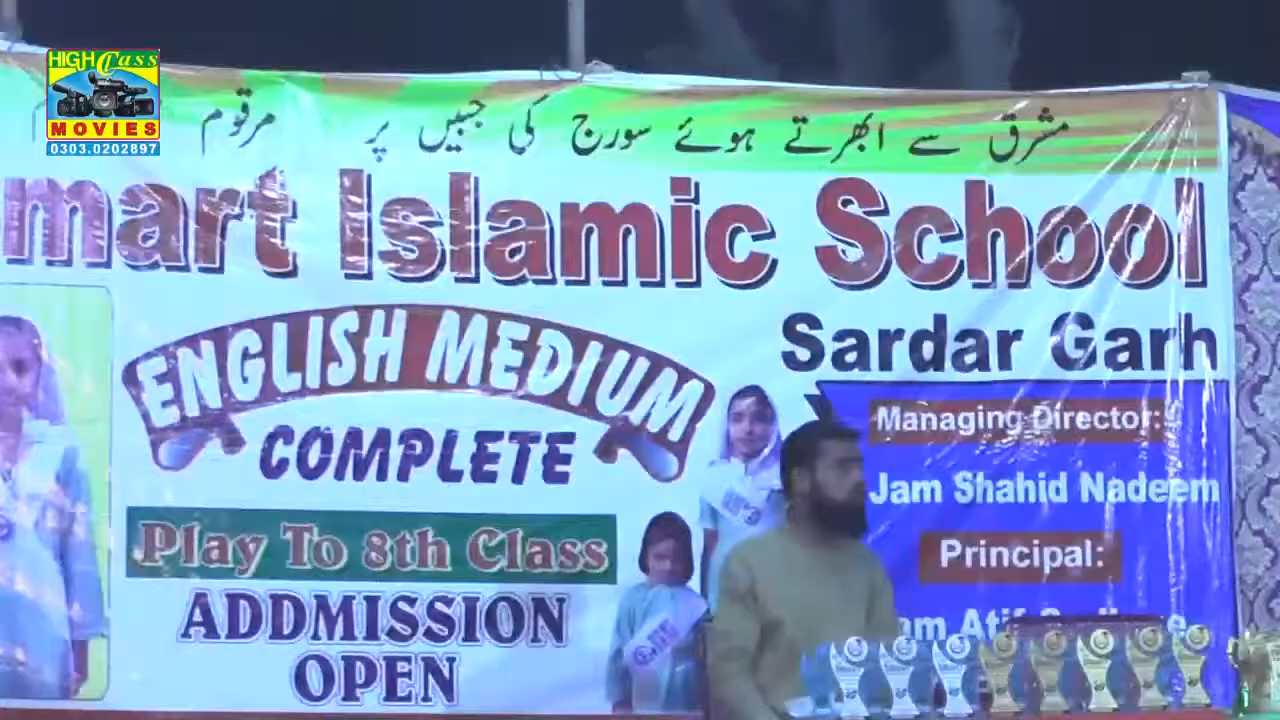 HIGH Class
MOVIES
0303.0202897
مشرق سے ابھرتے ہوئے سورج کی جبیں پر مرقوم
mart Islamic School
Sardar Garh
ENGLISH MEDIUM
COMPLETE
Play To 8th Class
ADDMISSION
OPEN
Managing Director:
Jam Shahid Nadeem
Principal: